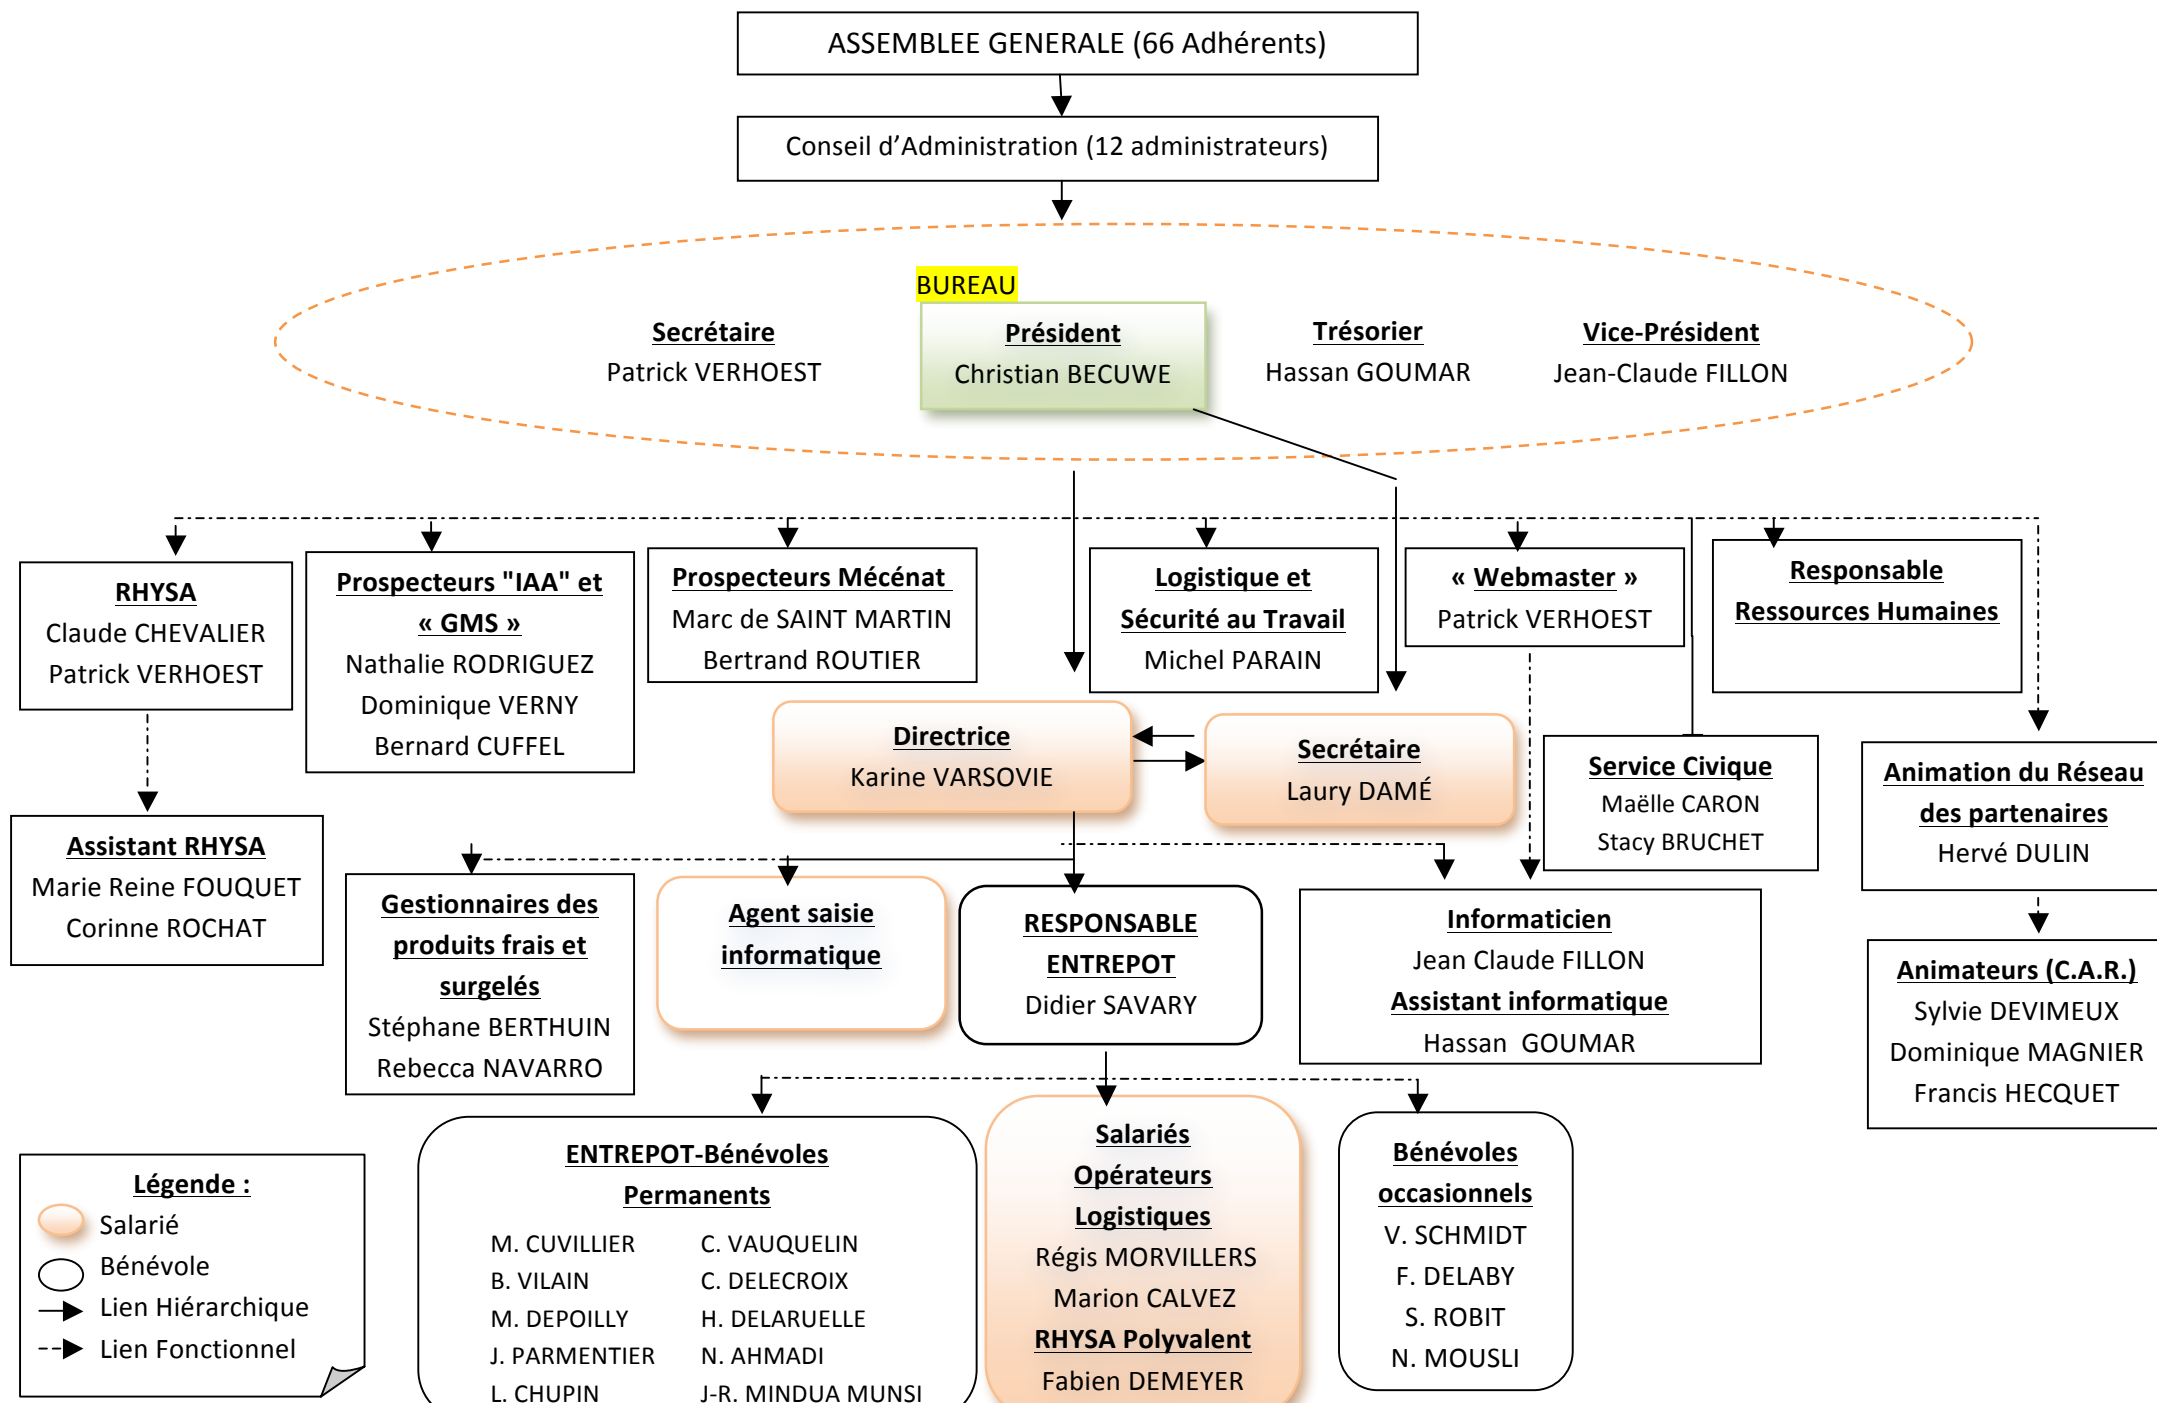 ASSEMBLEE GENERALE (66 Adhérents)
Conseil d’Administration (12 administrateurs)
BUREAU
Secrétaire
Patrick VERHOEST
Président
Christian BECUWE
Trésorier
Hassan GOUMAR
Vice-Président
Jean-Claude FILLON
RHYSA
Claude CHEVALIER
Patrick VERHOEST
Prospecteurs "IAA" et
« GMS »
Nathalie RODRIGUEZ
Dominique VERNY
Bernard CUFFEL
Prospecteurs Mécénat
Marc de SAINT MARTIN
Bertrand ROUTIER
Logistique et
Sécurité au Travail
Michel PARAIN
« Webmaster »
Patrick VERHOEST
Responsable
Ressources Humaines
Directrice
Karine VARSOVIE
Secrétaire
Laury DAMÉ
Service Civique
Maëlle CARON
Stacy BRUCHET
Animation du Réseau
des partenaires
Hervé DULIN
Assistant RHYSA
Marie Reine FOUQUET
Corinne ROCHAT
Gestionnaires des
produits frais et
surgelés
Stéphane BERTHUIN
Rebecca NAVARRO
Agent saisie
informatique
RESPONSABLE
ENTREPOT
Didier SAVARY
Informaticien
Jean Claude FILLON
Assistant informatique
Hassan GOUMAR
Animateurs (C.A.R.)
Sylvie DEVIMEUX
Dominique MAGNIER
Francis HECQUET
Légende :
Salarié
Bénévole
Lien Hiérarchique
Lien Fonctionnel
ENTREPOT-Bénévoles
Permanents
M. CUVILLIER C. VAUQUELIN
B. VILAIN C. DELECROIX
M. DEPOILLY H. DELARUELLE
J. PARMENTIER N. AHMADI
L. CHUPIN J-R. MINDUA MUNSI
Salariés
Opérateurs
Logistiques
Régis MORVILLERS
Marion CALVEZ
RHYSA Polyvalent
Fabien DEMEYER
Bénévoles
occasionnels
V. SCHMIDT
F. DELABY
S. ROBIT
N. MOUSLI